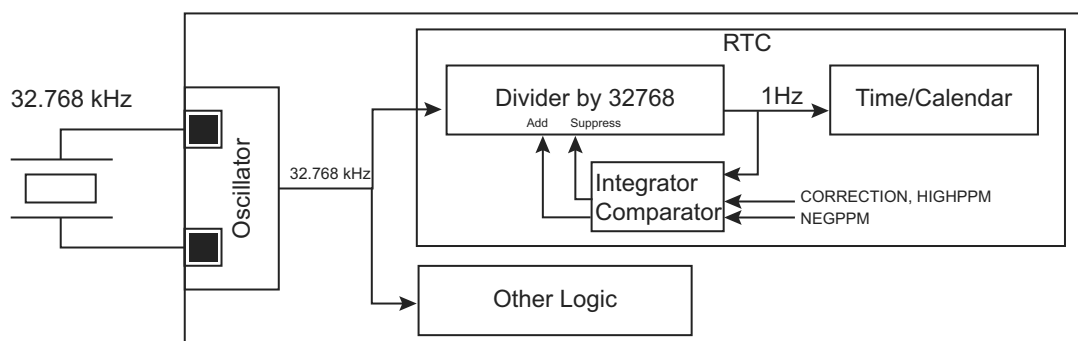 RTC
32.768 kHz
Divider by 32768
Add Suppress
1Hz
Time/Calendar
Oscillator
32.768 kHz
Integrator
Comparator
CORRECTION, HIGHPPM
NEGPPM
Other Logic